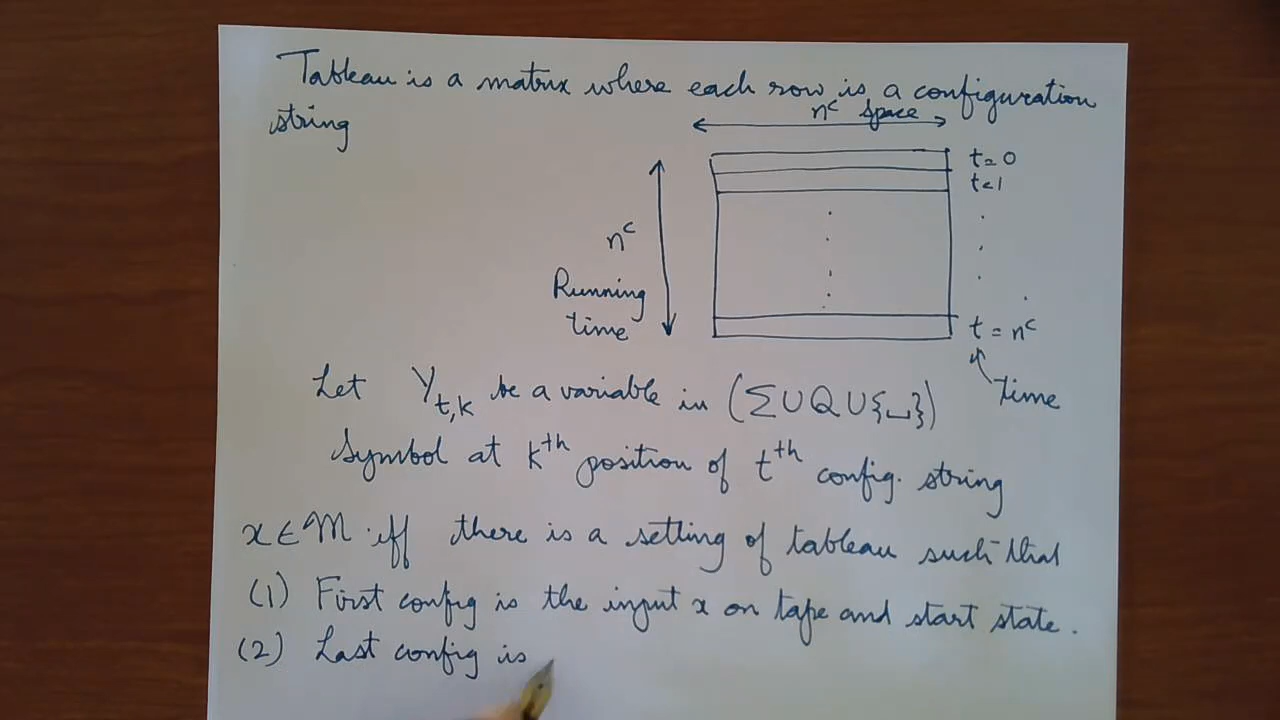 Tableau is a matrix where each row is a configuration
string
n^c space
t=0
t=1
n^c
Running
time
t = n^c
time
Let Y_{t,k} be a variable in (Σ∪Q∪{␣})
Symbol at k^th position of t^th config. string
x ∈ M iff there is a setting of tableau such that
(1) First config is the input x on tape and start state.
(2) Last config is